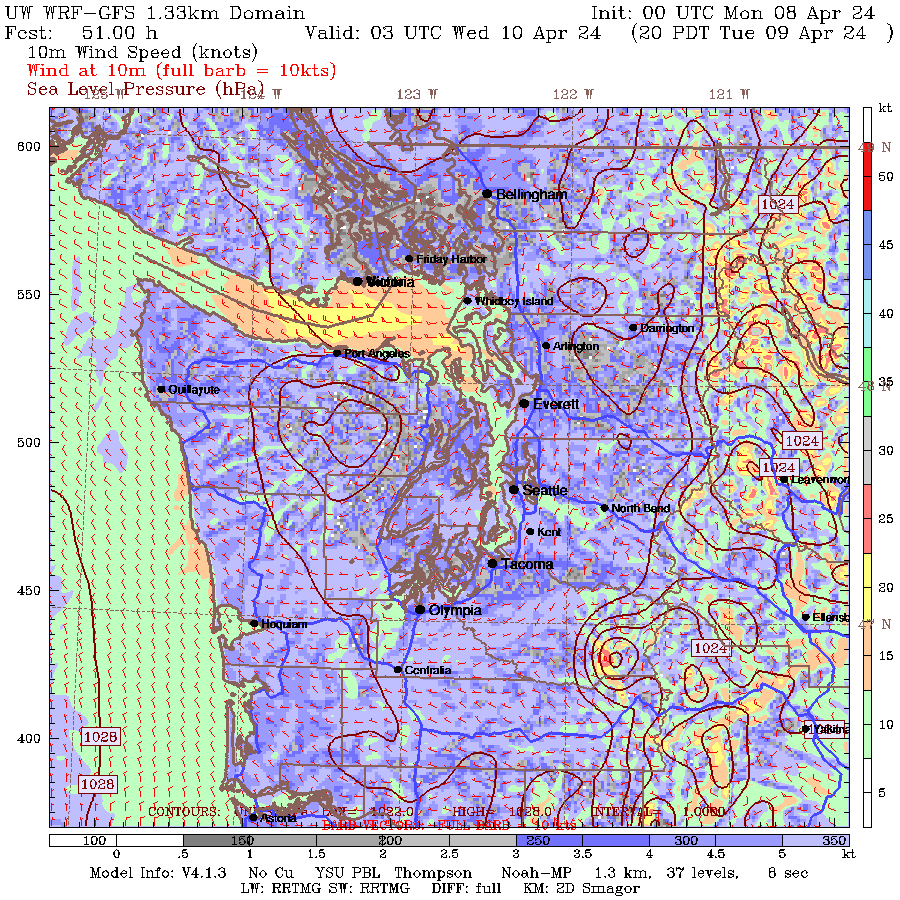 UW WRF-GFS 1.33km Domain Init: 00 UTC Mon 08 Apr 24
Fcst: 51.00 h Valid: 03 UTC Wed 10 Apr 24 (20 PDT Tue 09 Apr 24 )
10m Wind Speed (knots)
Wind at 10m (full barb = 10kts)
Sea Level Pressure (hPa)
125 W 124 W 123 W 122 W 121 W
kt
600
49 N
50
Bellingham
1024
45
Friday Harbor
Victoria
550
Whidbey Island
40
Darrington
Arlington
Port Angeles
35
48 N
Quillayute
Everett
500
1024
30
1024
Leavenwor
Seattle
North Bend
25
Kent
Tacoma
450
20
Olympia
Ellensb
47 N
Hoquiam
1024
15
Centralia
10
Yakima
400
1028
1028
5
CONTOURS: LOW= 1022.0 HIGH= 1028.0 INTERVAL= 1.0000
Astoria
BARB VECTORS: FULL BARB = 10 kts
100 150 200 250 300 350
0 .5 1 1.5 2 2.5 3 3.5 4 4.5 5 kt
Model Info: V4.1.3 No Cu YSU PBL Thompson Noah-MP 1.3 km, 37 levels, 8 sec
LW: RRTMG SW: RRTMG DIFF: full KM: 2D Smagor